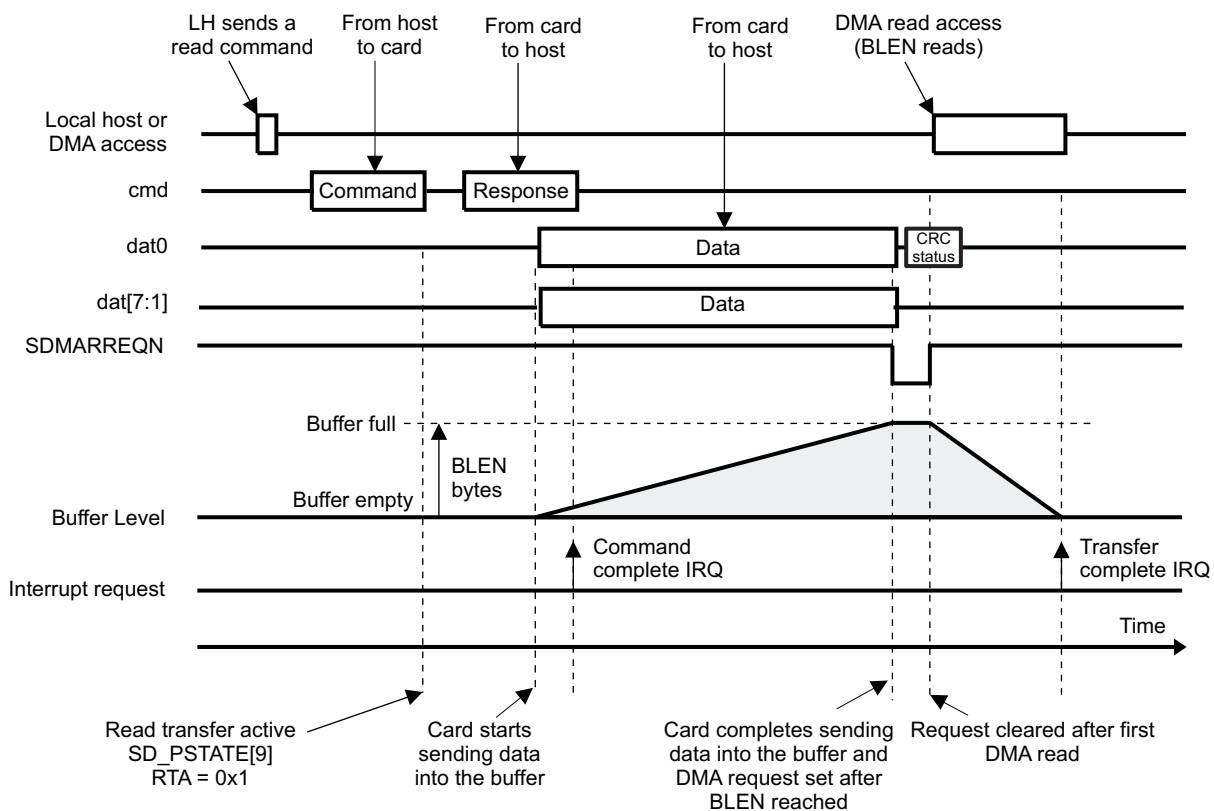 LH sends a
read command
From host
to card
From card
to host
From card
to host
DMA read access
(BLEN reads)
Local host or
DMA access
cmd
Command
Response
dat0
Data
CRC
status
dat[7:1]
Data
SDMARREQN
Buffer full
BLEN
bytes
Buffer empty
Buffer Level
Command
complete IRQ
Transfer
complete IRQ
Interrupt request
Time
Read transfer active
SD_PSTATE[9]
RTA = 0x1
Card starts
sending data
into the buffer
Card completes sending
data into the buffer and
DMA request set after
BLEN reached
Request cleared after first
DMA read